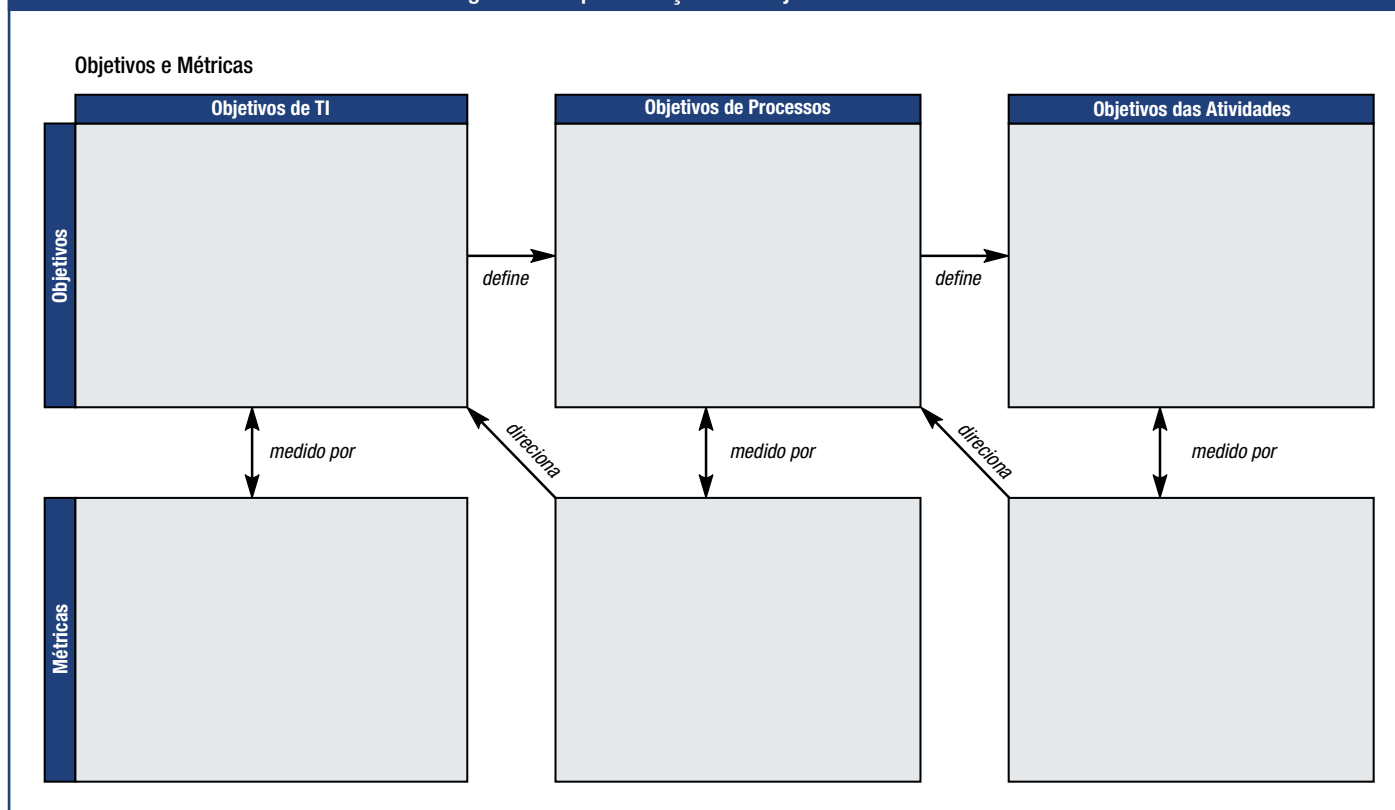 Objetivos e Métricas
Objetivos de TI
Objetivos de Processos
Objetivos das Atividades
Objetivos
define
define
medido por
direciona
medido por
direciona
medido por
Métricas